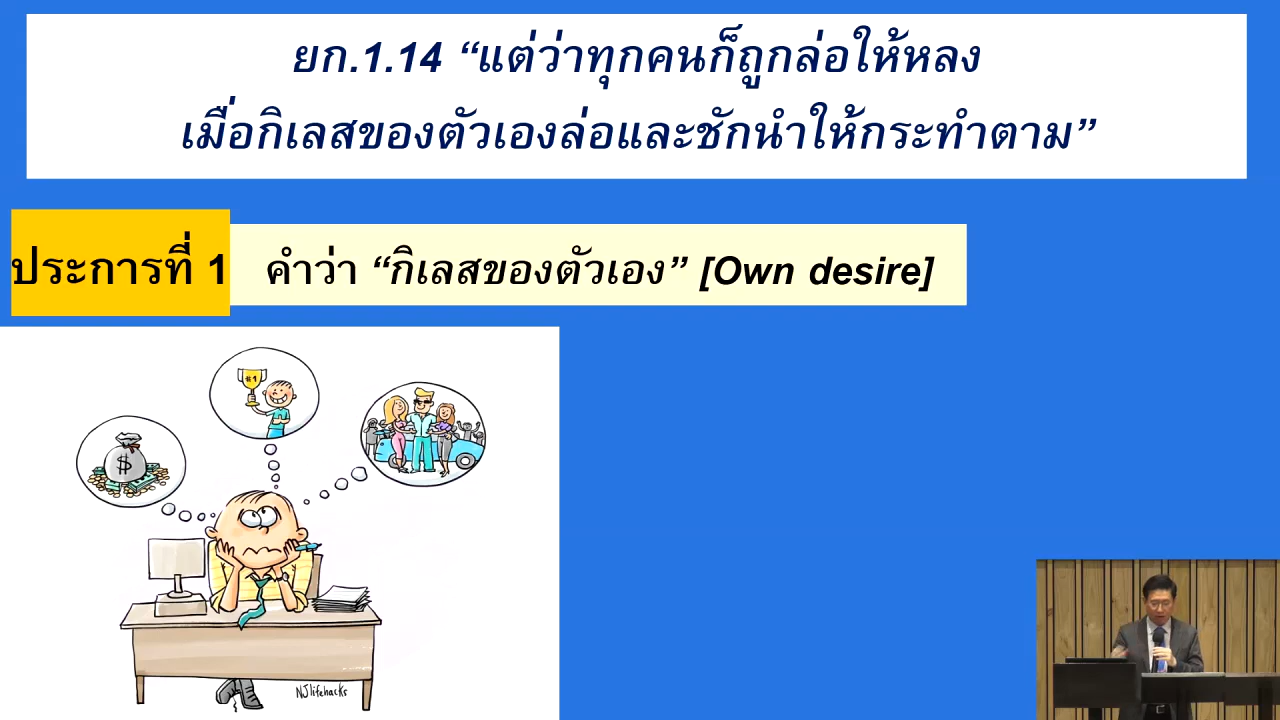 ยก.1.14 “แต่ว่าทุกคนก็ถูกล่อให้หลง
เมื่อกิเลสของตัวเองล่อและชักนำให้กระทำตาม”
ประการที่ 1
คำว่า “กิเลสของตัวเอง” [Own desire]
#1
$
NJlifehacks